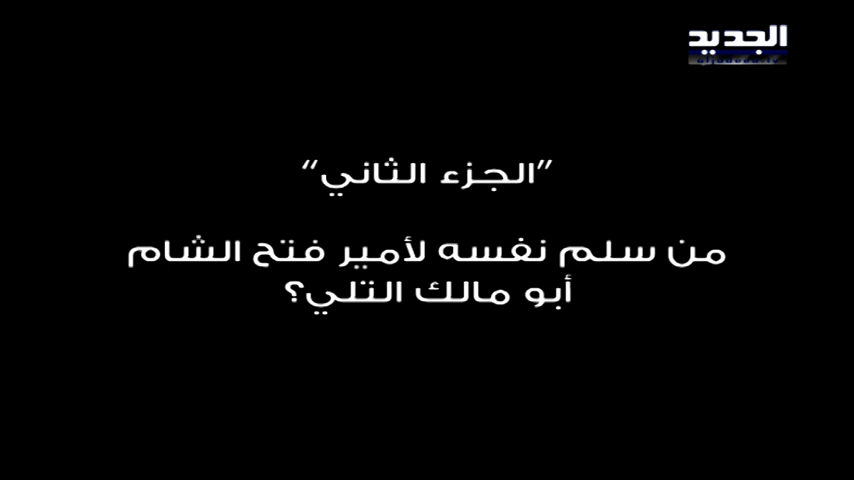 الجديد
”الجزء الثاني“
من سلم نفسه لأمير فتح الشام
أبو مالك التلي؟